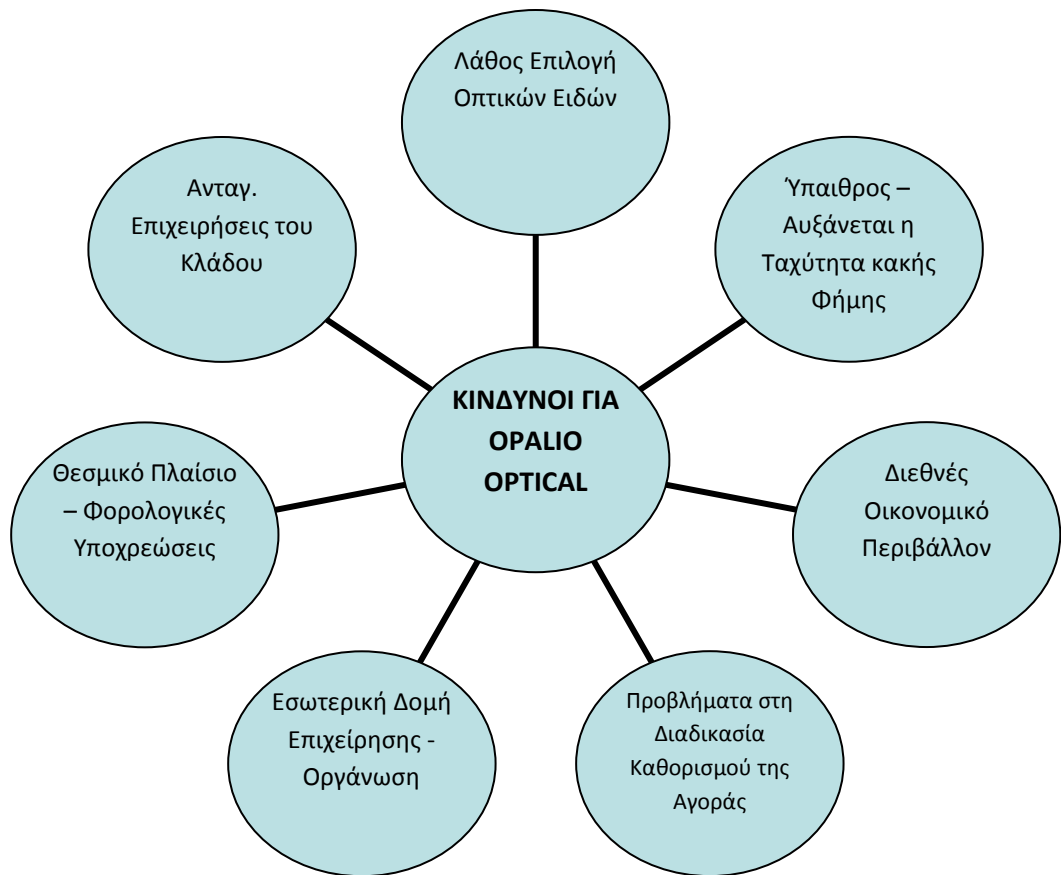 Λάθος Επιλογή
Οπτικών Ειδών
Ανταγ.
Επιχειρήσεις του
Κλάδου
Ύπαιθρος –
Αυξάνεται η
Ταχύτητα κακής
Φήμης
ΚΙΝΔΥΝΟΙ ΓΙΑ
OPALIO
OPTICAL
Θεσμικό Πλαίσιο
– Φορολογικές
Υποχρεώσεις
Διεθνές
Οικονομικό
Περιβάλλον
Εσωτερική Δομή
Επιχείρησης -
Οργάνωση
Προβλήματα στη
Διαδικασία
Καθορισμού της
Αγοράς